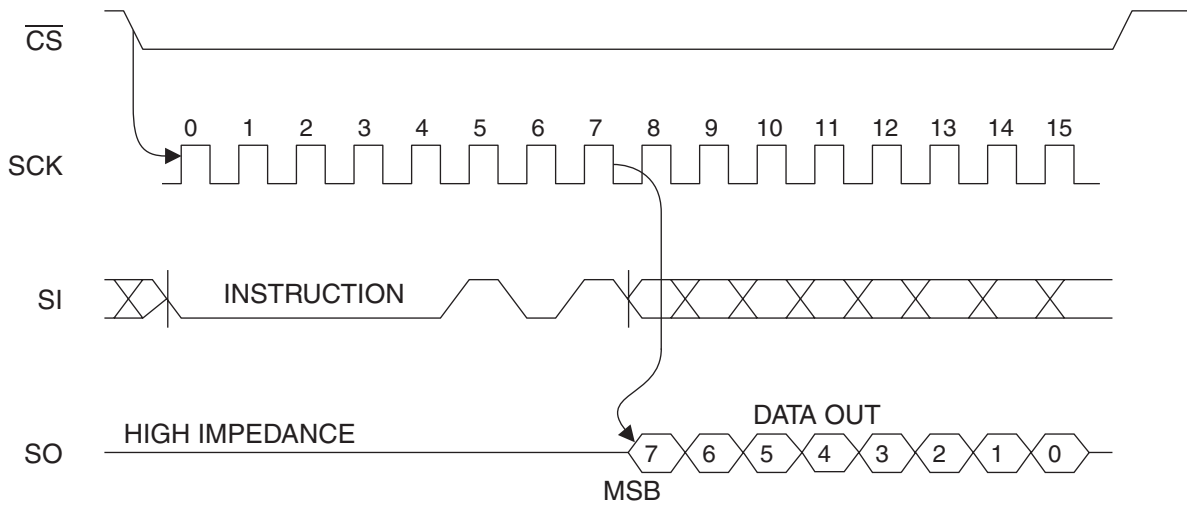 CS
0 1 2 3 4 5 6 7 8 9 10 11 12 13 14 15
SCK
SI INSTRUCTION
DATA OUT
HIGH IMPEDANCE
SO 7 6 5 4 3 2 1 0
MSB